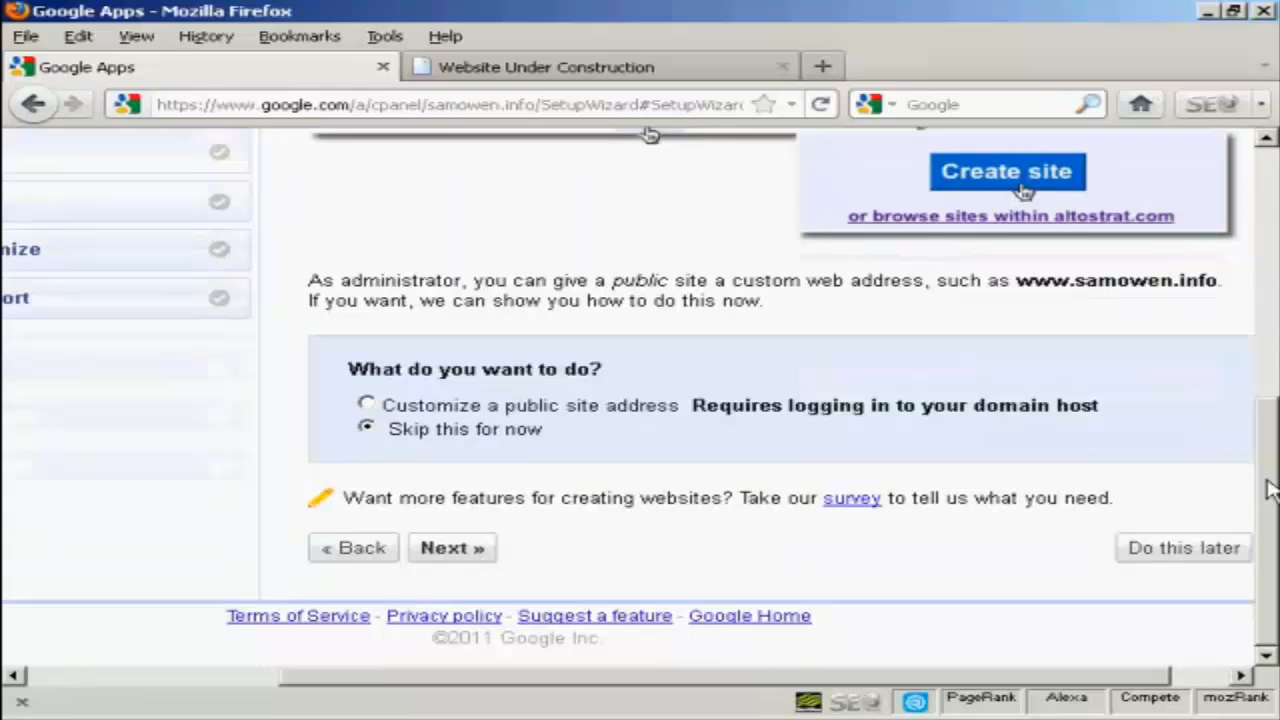 Google Apps - Mozilla Firefox
File Edit View History Bookmarks Tools Help
Google Apps
Website Under Construction
https://www.google.com/a/cpanel/samowen.info/SetupWizard#SetupWizar
Google
SEO
Create site
or browse sites within altostrat.com
nize
ort
As administrator, you can give a public site a custom web address, such as www.samowen.info.
If you want, we can show you how to do this now.
What do you want to do?
Customize a public site address Requires logging in to your domain host
Skip this for now
Want more features for creating websites? Take our survey to tell us what you need.
« Back Next » Do this later
Terms of Service - Privacy policy - Suggest a feature - Google Home
©2011 Google Inc.
SEO PageRank Alexa Compete mozRank